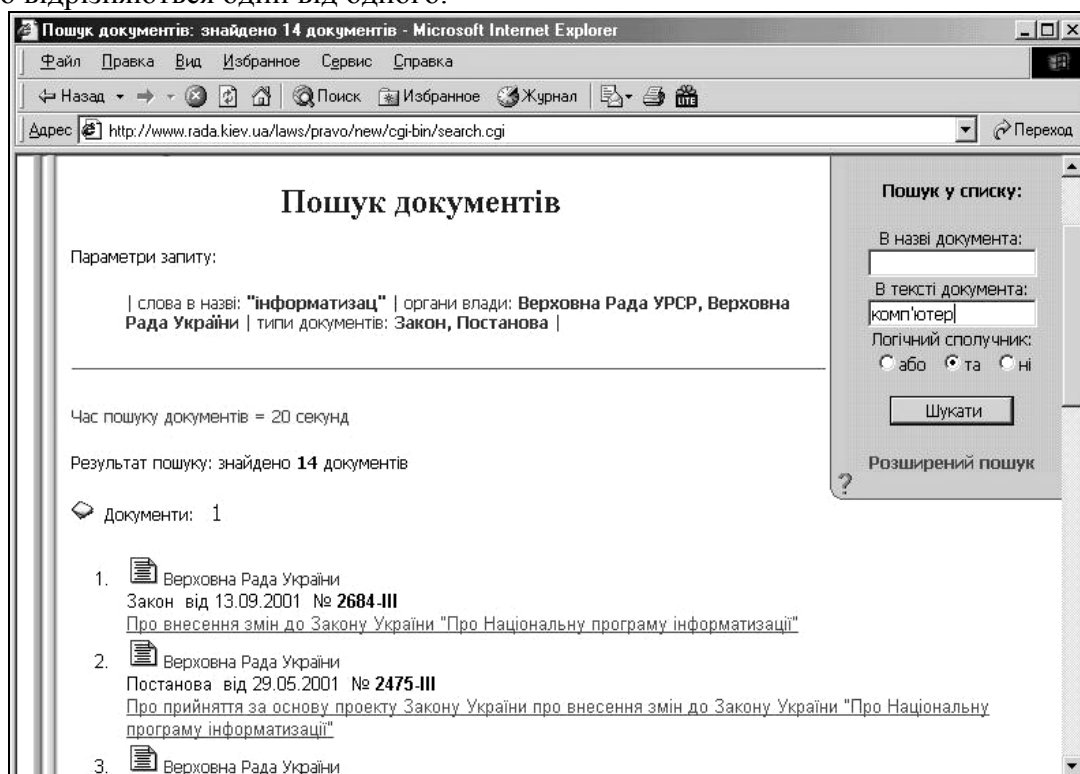 відрізняються один від одного.
Пошук документів: знайдено 14 документів - Microsoft Internet Explorer
Файл Правка Вид Избранное Сервис Справка
Назад Поиск Избранное Журнал
Адрес http://www.rada.kiev.ua/laws/pravo/new/cgi-bin/search.cgi Переход
Пошук документів
Параметри запиту:
| слова в назві: "інформатизац" | органи влади: Верховна Рада УРСР, Верховна
Рада України | типи документів: Закон, Постанова |
Час пошуку документів = 20 секунд
Результат пошуку: знайдено 14 документів
Документи: 1
1. Верховна Рада України
Закон від 13.09.2001 № 2684-III
Про внесення змін до Закону України "Про Національну програму інформатизації"
2. Верховна Рада України
Постанова від 29.05.2001 № 2475-III
Про прийняття за основу проекту Закону України про внесення змін до Закону України "Про Національну
програму інформатизації"
3. Верховна Рада України
Пошук у списку:
В назві документа:
В тексті документа:
комп'ютер
Логічний сполучник:
або та ні
Шукати
Розширений пошук
?